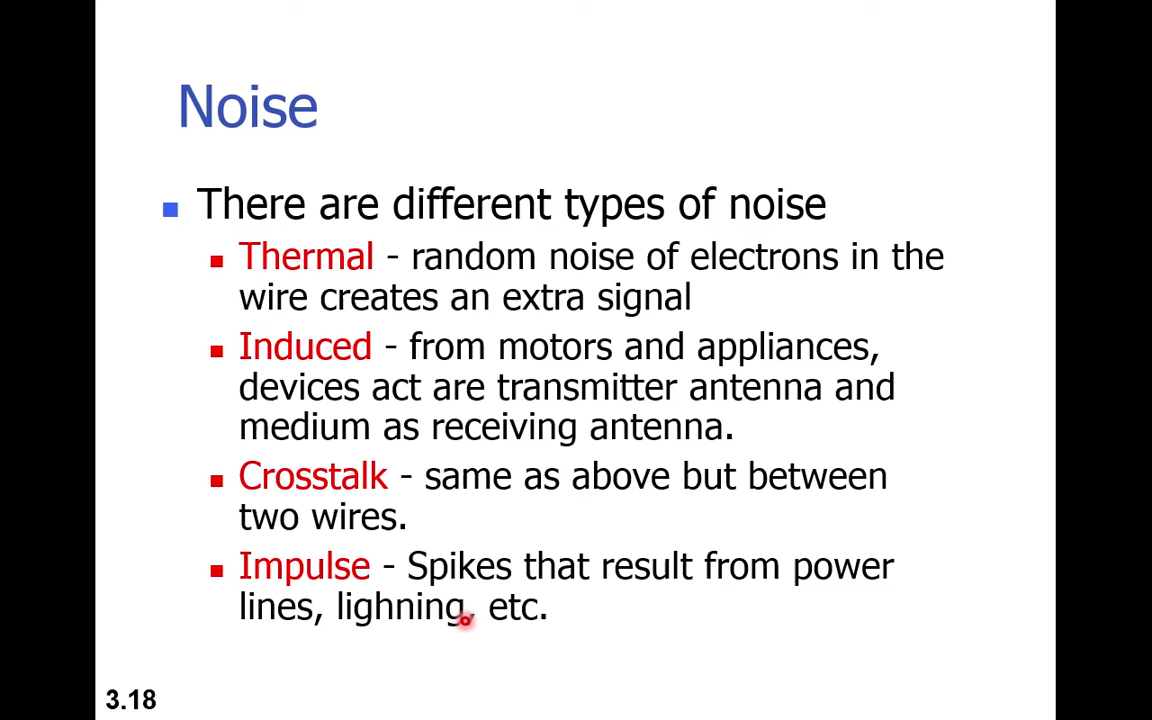 Noise
There are different types of noise
Thermal - random noise of electrons in the
wire creates an extra signal
Induced - from motors and appliances,
devices act are transmitter antenna and
medium as receiving antenna.
Crosstalk - same as above but between
two wires.
Impulse - Spikes that result from power
lines, lighning, etc.
3.18